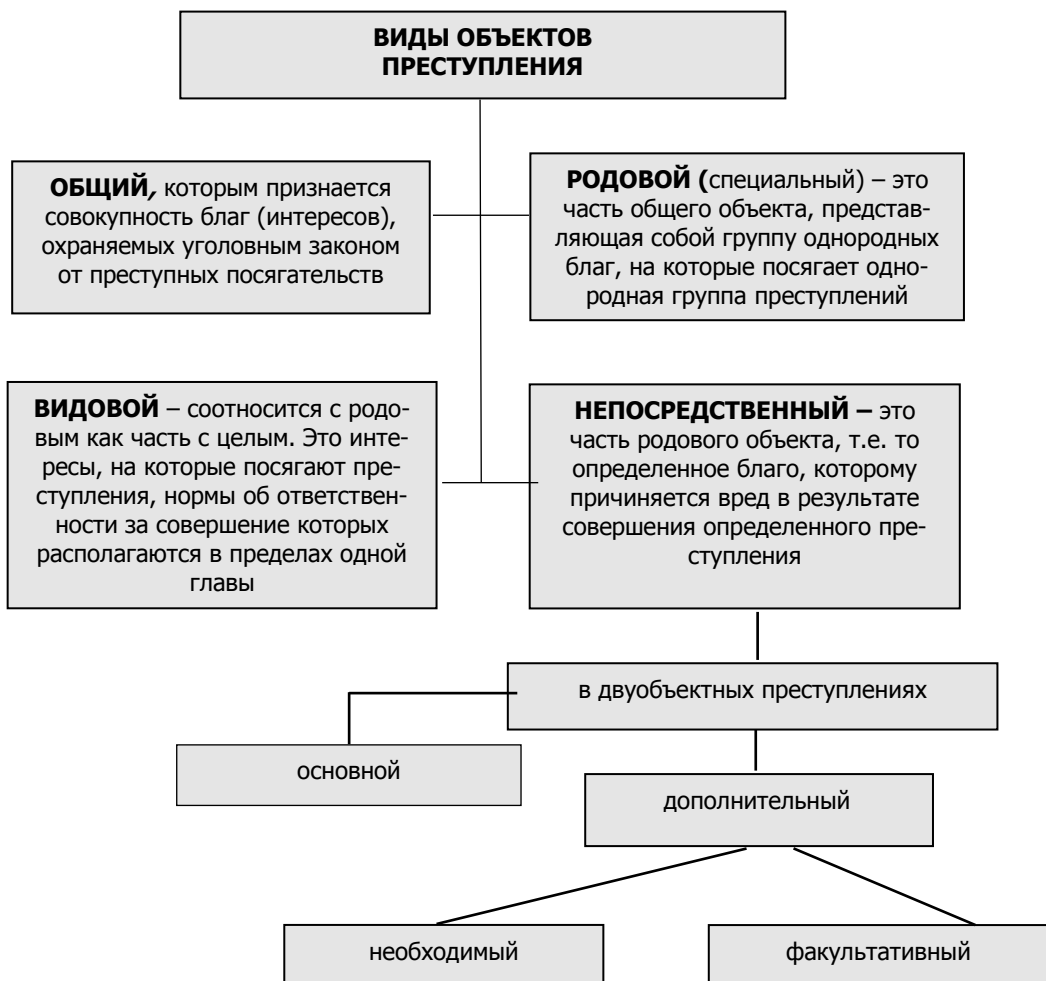 ВИДЫ ОБЪЕКТОВ
ПРЕСТУПЛЕНИЯ
ОБЩИЙ, которым признается
совокупность благ (интересов),
охраняемых уголовным законом
от преступных посягательств
РОДОВОЙ (специальный) – это
часть общего объекта, представ-
ляющая собой группу однородных
благ, на которые посягает одно-
родная группа преступлений
ВИДОВОЙ – соотносится с родо-
вым как часть с целым. Это инте-
ресы, на которые посягают пре-
ступления, нормы об ответствен-
ности за совершение которых
располагаются в пределах одной
главы
НЕПОСРЕДСТВЕННЫЙ – это
часть родового объекта, т.е. то
определенное благо, которому
причиняется вред в результате
совершения определенного пре-
ступления
в двуобъектных преступлениях
основной
дополнительный
необходимый
факультативный